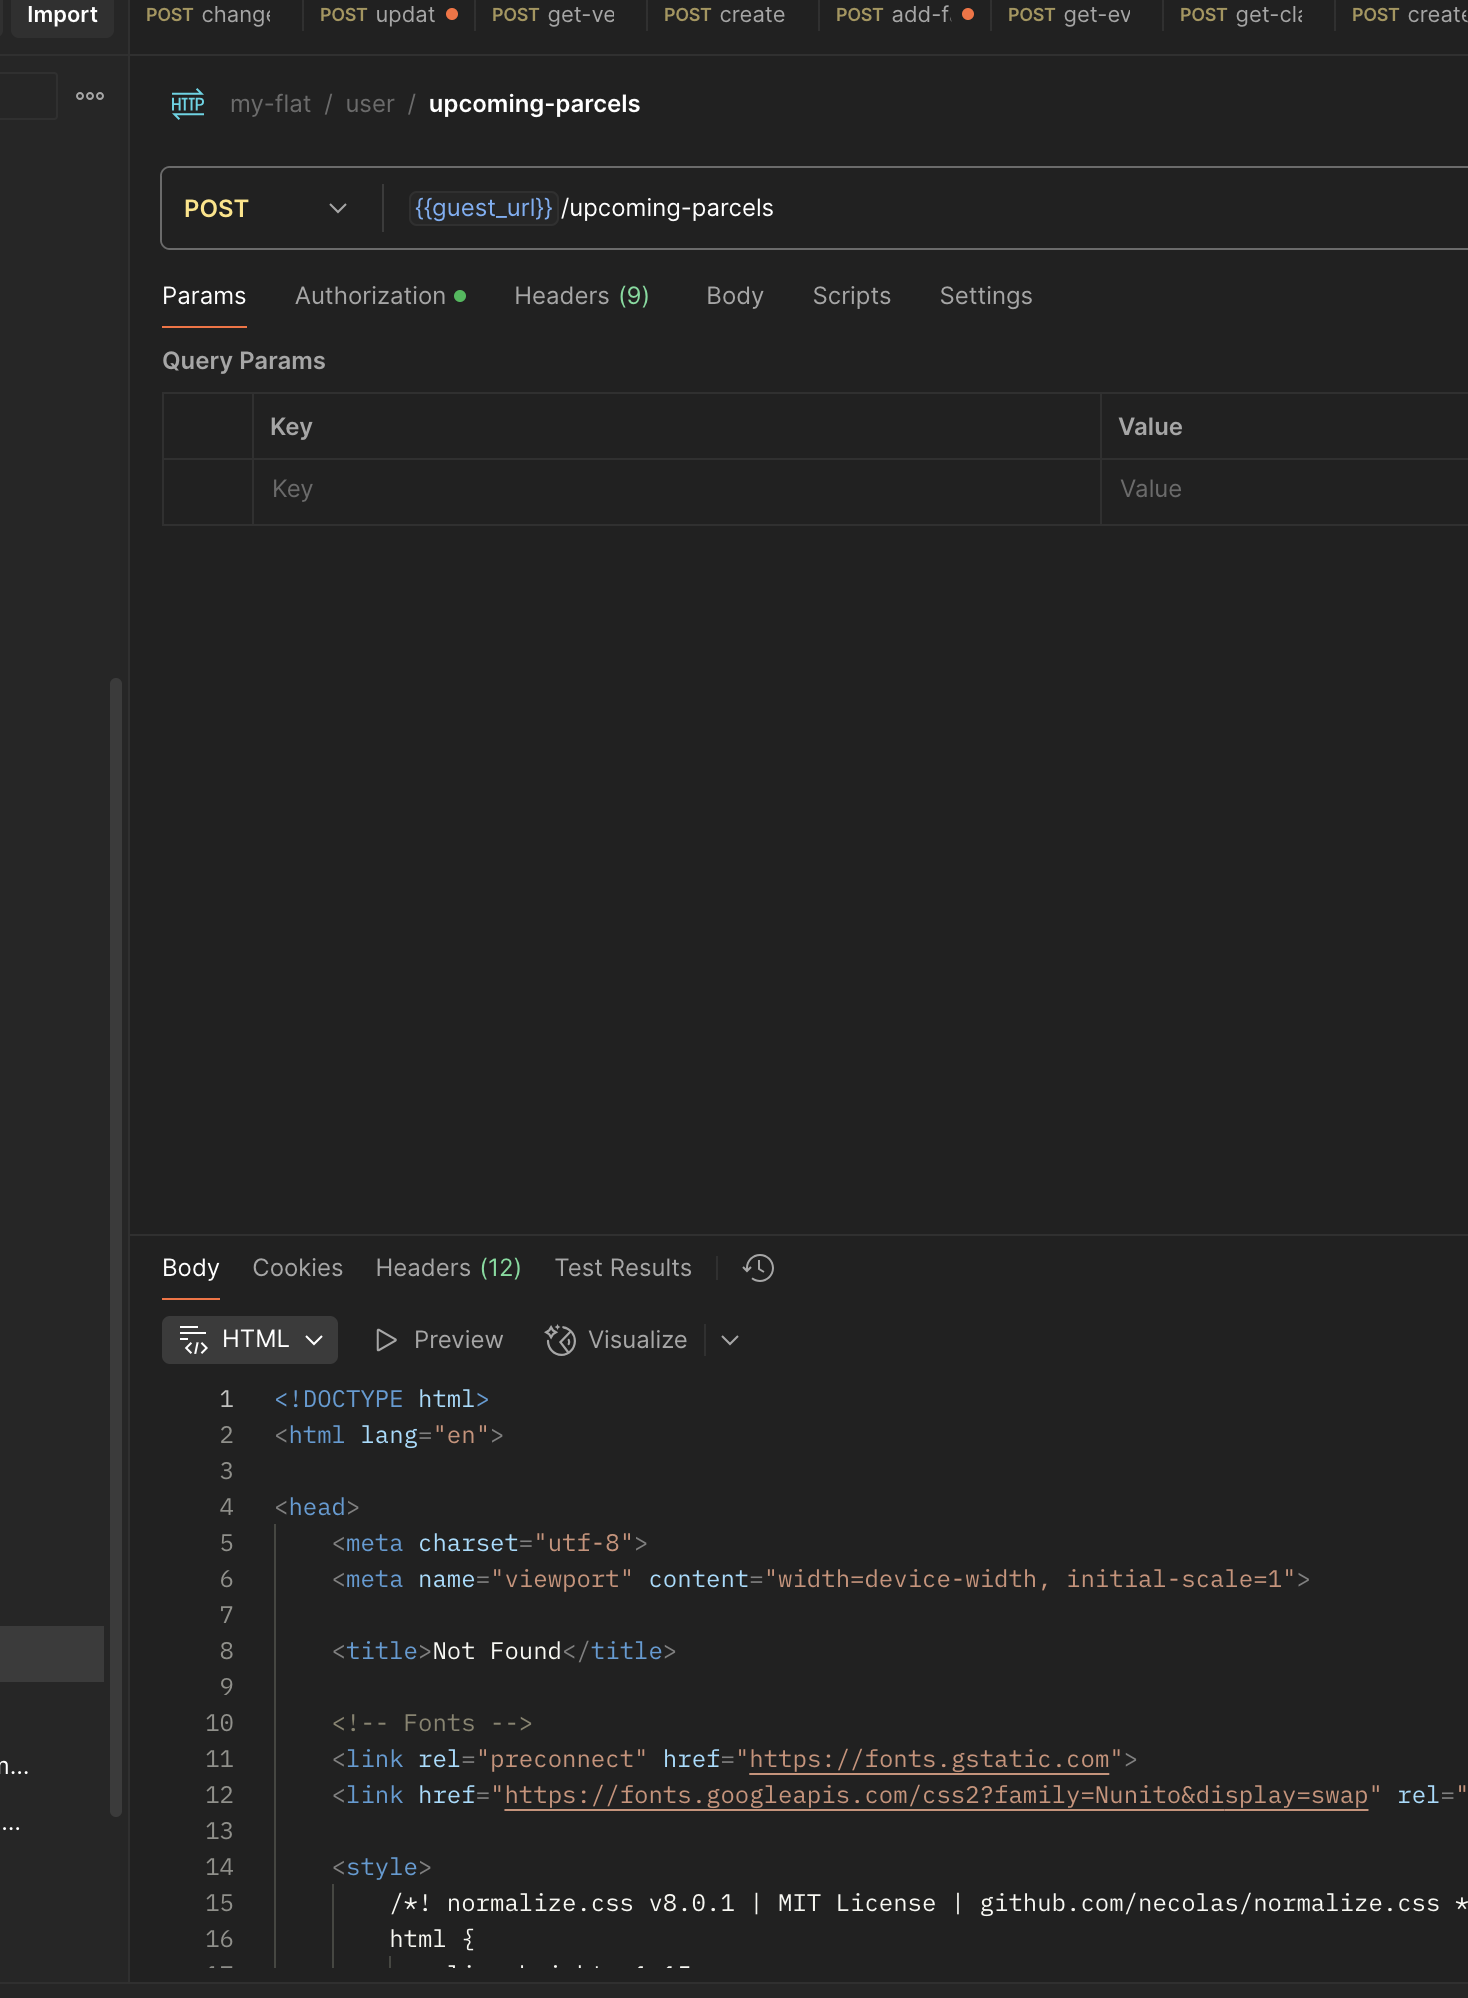 Import
POST change
POST updat
POST get-ve
POST create
POST add-f.
POST get-ev
POST get-cla
POST create
HTTP my-flat / user / upcoming-parcels
POST {{guest_url}}/upcoming-parcels
Params Authorization Headers (9) Body Scripts Settings
Query Params
Key Value
Key Value
Body Cookies Headers (12) Test Results
HTML Preview Visualize
1 <!DOCTYPE html>
2 <html lang="en">
3
4 <head>
5 <meta charset="utf-8">
6 <meta name="viewport" content="width=device-width, initial-scale=1">
7
8 <title>Not Found</title>
9
10 <!-- Fonts -->
11 <link rel="preconnect" href="https://fonts.gstatic.com">
12 <link href="https://fonts.googleapis.com/css2?family=Nunito&display=swap" rel="
13
14 <style>
15 /*! normalize.css v8.0.1 | MIT License | github.com/necolas/normalize.css *
16 html {